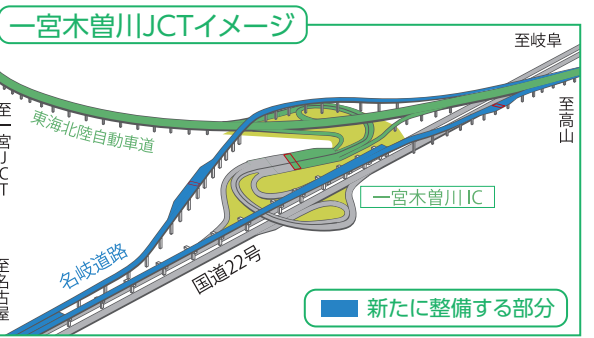 一宮木曽川JCTイメージ
至岐阜
至高山
至一宮JCT
東海北陸自動車道
一宮木曽川IC
名岐道路
国道22号
至名古屋
新たに整備する部分